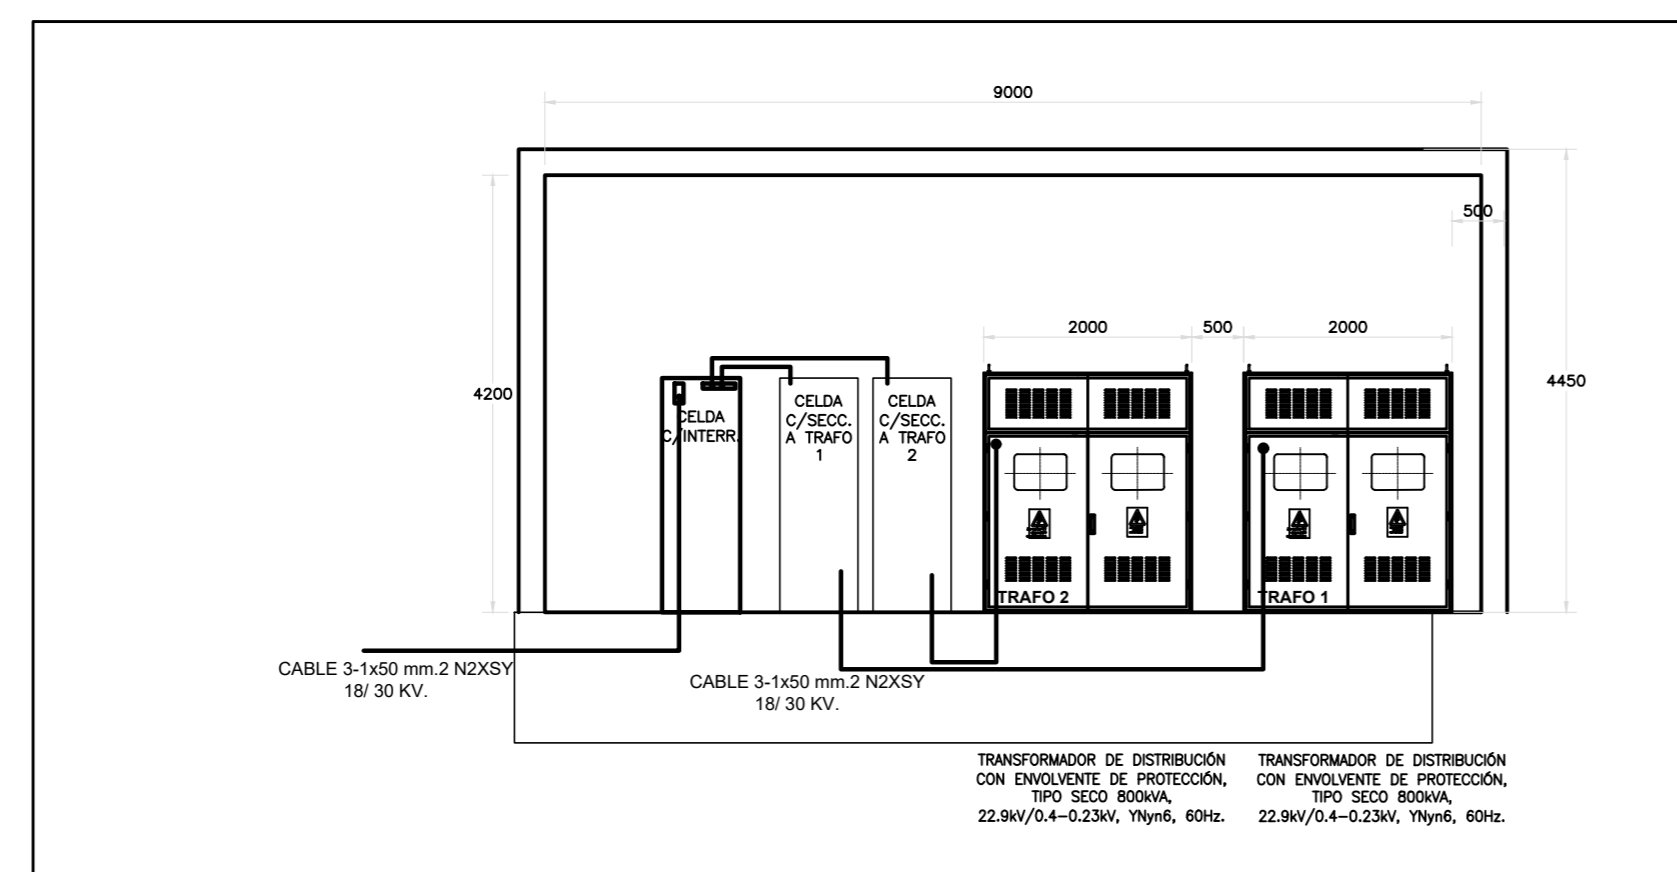 9000
500
2000
500
2000
4200
4450
CELDA
C/INTERR.
CELDA
C/SECC.
A TRAFO
1
CELDA
C/SECC.
A TRAFO
2
TRAFO 2
TRAFO 1
CABLE 3-1x50 mm.2 N2XSY
18/ 30 KV.
CABLE 3-1x50 mm.2 N2XSY
18/ 30 KV.
TRANSFORMADOR DE DISTRIBUCIÓN
CON ENVOLVENTE DE PROTECCIÓN,
TIPO SECO 800kVA,
22.9kV/0.4-0.23kV, YNyn6, 60Hz.
TRANSFORMADOR DE DISTRIBUCIÓN
CON ENVOLVENTE DE PROTECCIÓN,
TIPO SECO 800kVA,
22.9kV/0.4-0.23kV, YNyn6, 60Hz.